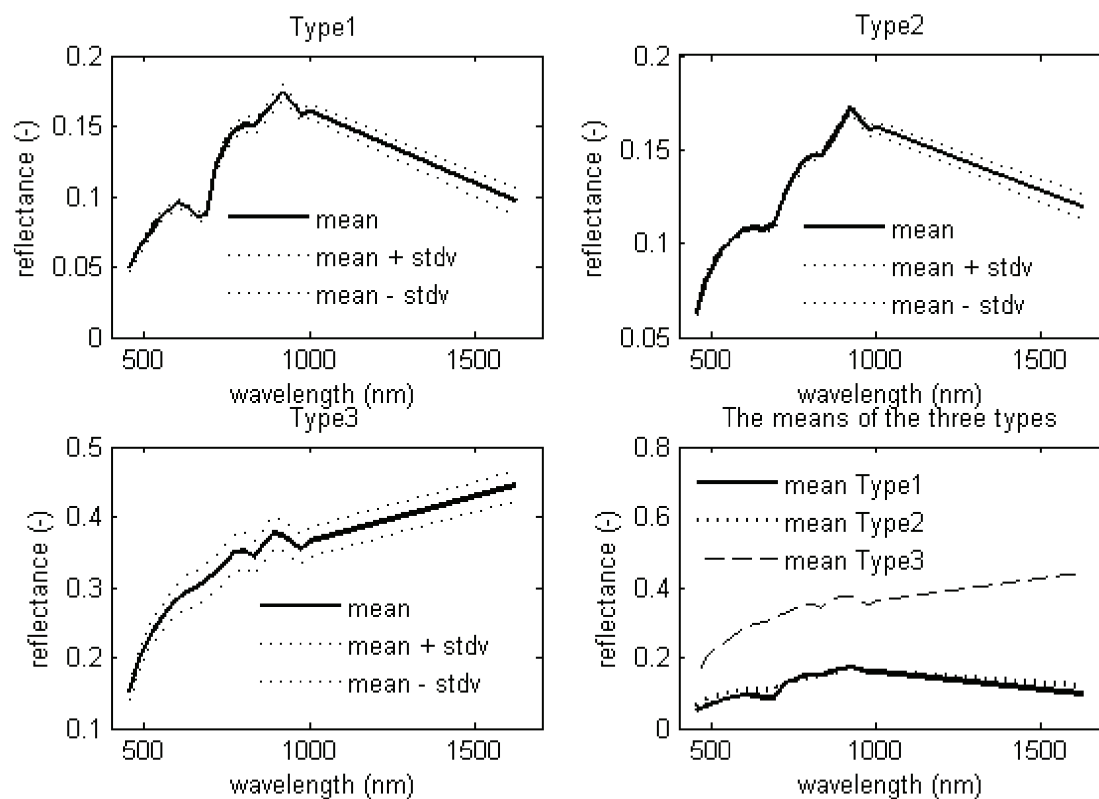 Type1
0.2
0.15
0.1
0.05
0
reflectance (-)
mean
mean + stdv
mean - stdv
500
1000
1500
wavelength (nm)
Type2
0.2
0.15
0.1
0.05
reflectance (-)
mean
mean + stdv
mean - stdv
500
1000
1500
wavelength (nm)
Type3
0.5
0.4
0.3
0.2
0.1
reflectance (-)
mean
mean + stdv
mean - stdv
500
1000
1500
wavelength (nm)
The means of the three types
0.8
0.6
0.4
0.2
0
reflectance (-)
mean Type1
mean Type2
mean Type3
500
1000
1500
wavelength (nm)